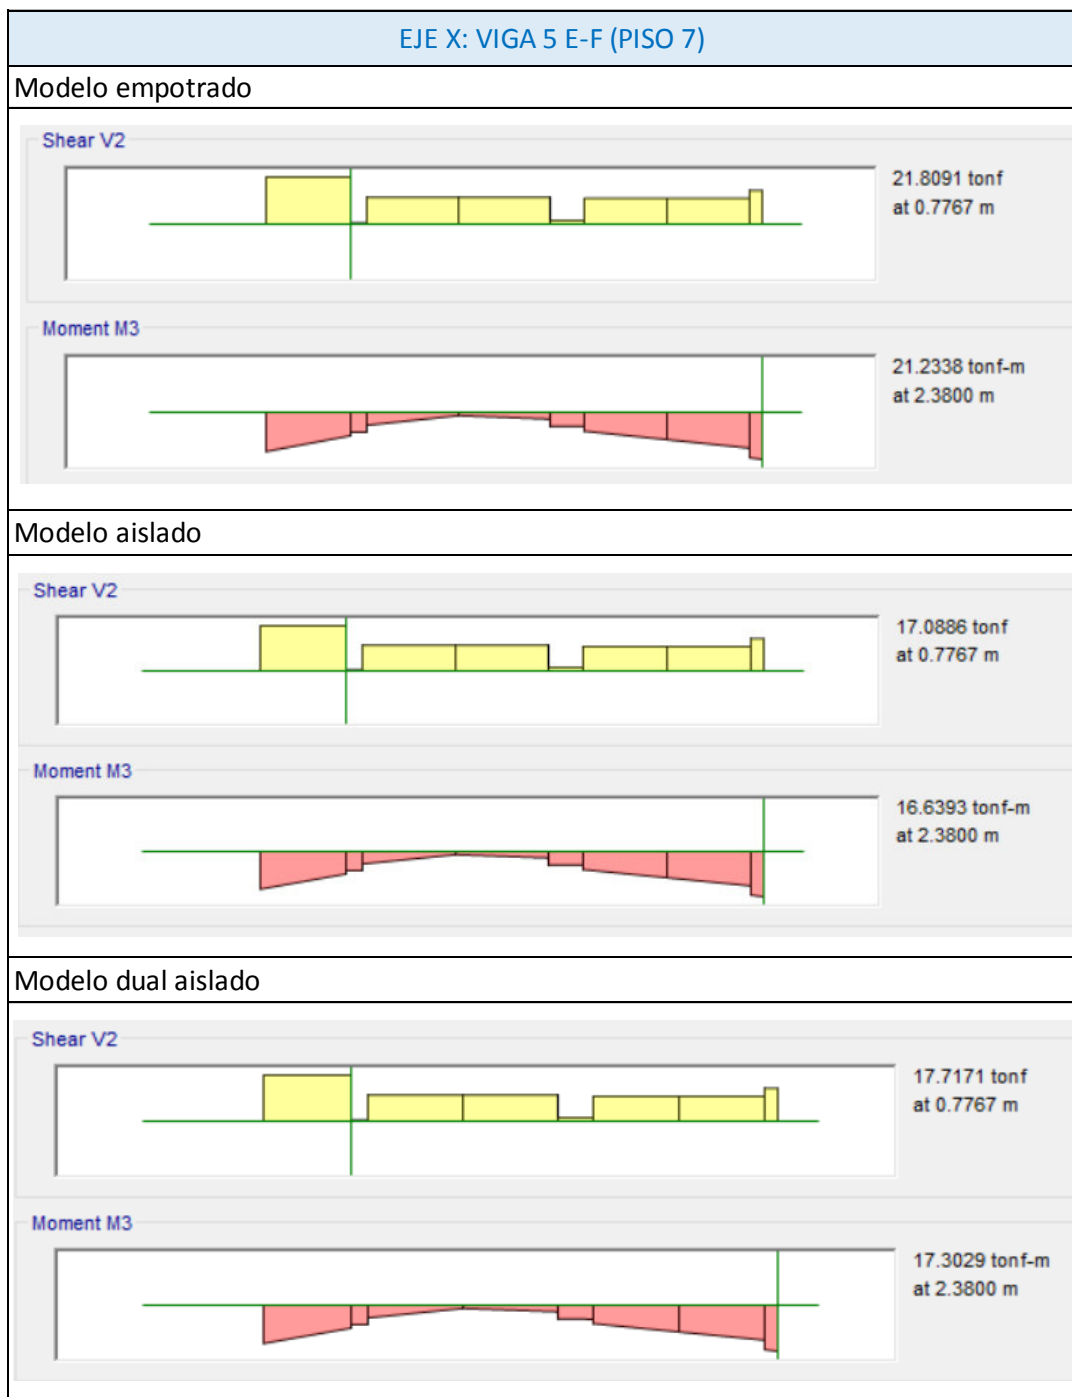 EJE X: VIGA 5 E-F (PISO 7)
Modelo empotrado
Shear V2
21.8091 tonf
at 0.7767 m
Moment M3
21.2338 tonf-m
at 2.3800 m
Modelo aislado
Shear V2
17.0886 tonf
at 0.7767 m
Moment M3
16.6393 tonf-m
at 2.3800 m
Modelo dual aislado
Shear V2
17.7171 tonf
at 0.7767 m
Moment M3
17.3029 tonf-m
at 2.3800 m